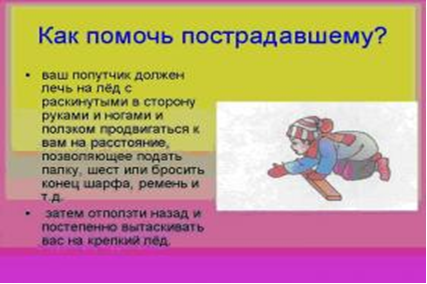 Как помочь пострадавшему?
• ваш попутчик должен
лечь на лёд с
раскинутыми в сторону
руками и ногами и
ползком продвигаться к
вам на расстояние,
позволяющее подать
палку, шест или бросить
конец шарфа, ремень и
т.д.
• затем отползти назад и
постепенно вытаскивать
вас на крепкий лёд.